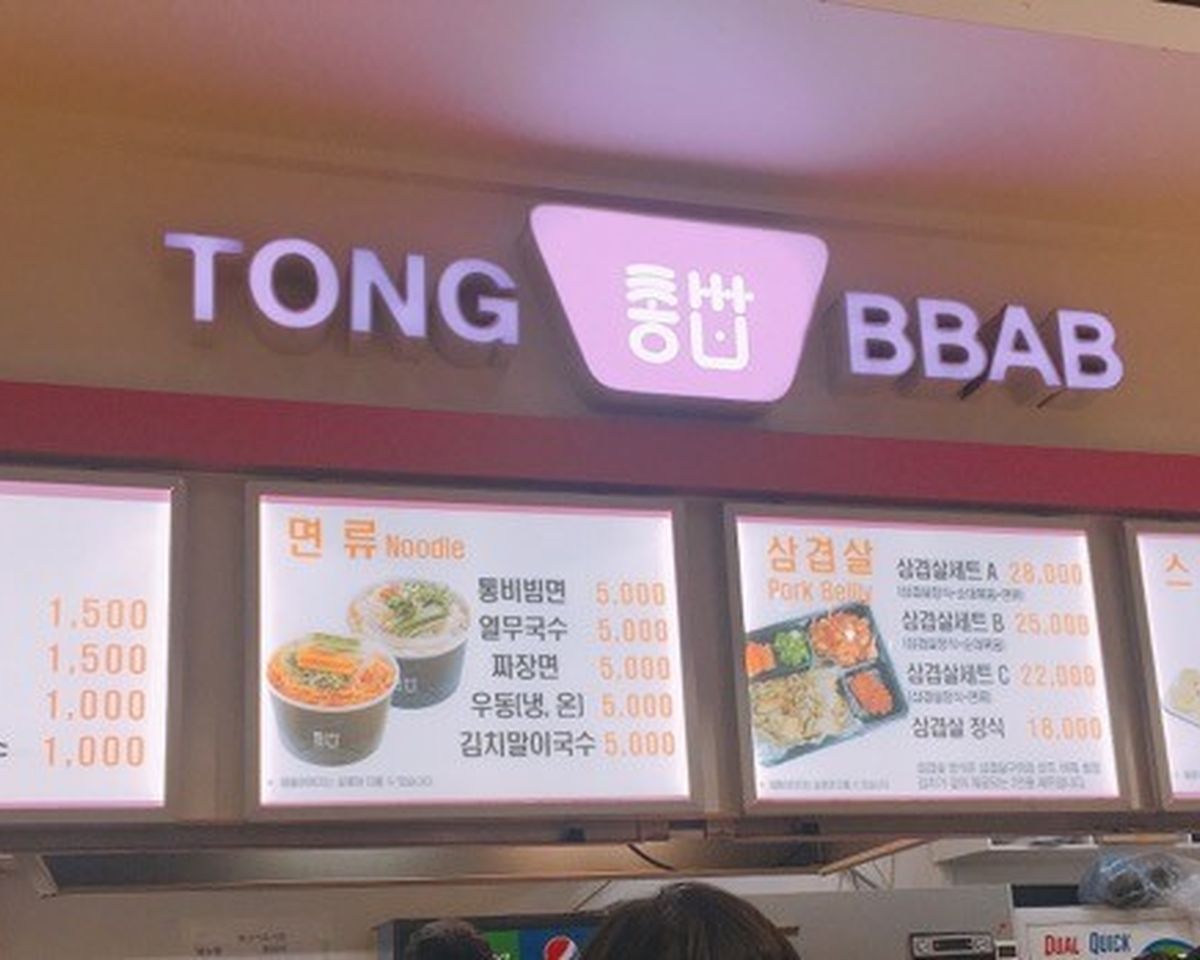 TONG 통빱 BBAB
1,500
1,500
1,000
1,000
면 류 Noodle
통비빔면 5.000
열무국수 5.000
짜장면 5,000
우동(냉, 온) 5.000
김치말이국수 5.000
삼겹살
Pork Belly
삼겹살세트 A 28,000
삼겹살세트 B 25,000
삼겹살세트 C 22,000
삼겹살 정식 18,000
스
DUAL QUICK